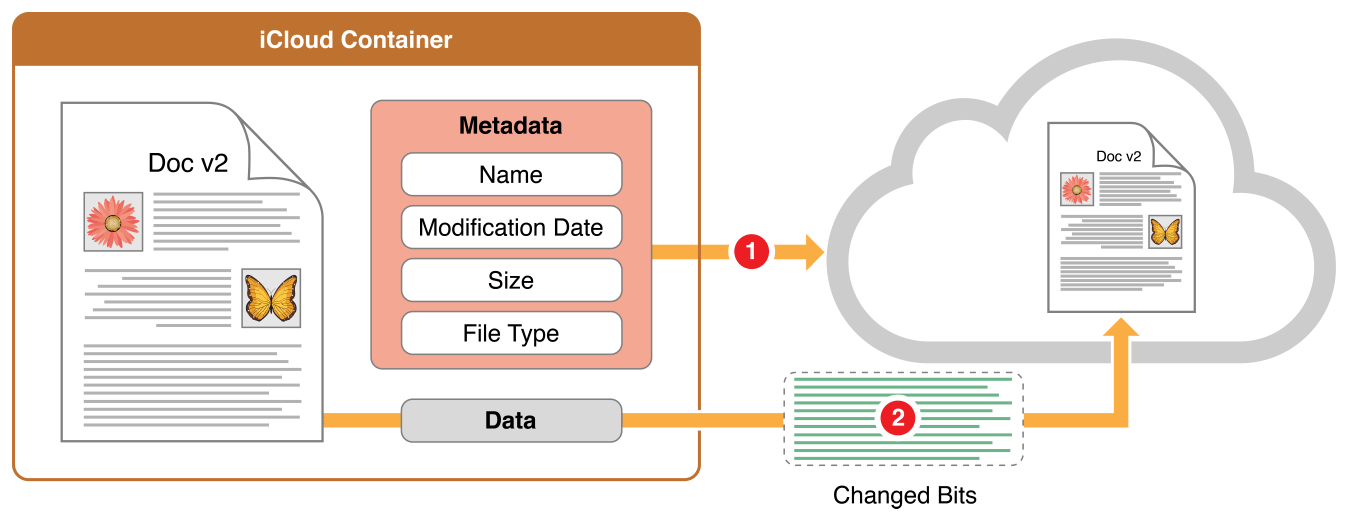 iCloud Container
Doc v2
Metadata
Name
Modification Date
Size
File Type
Data
1
Doc v2
2
Changed Bits